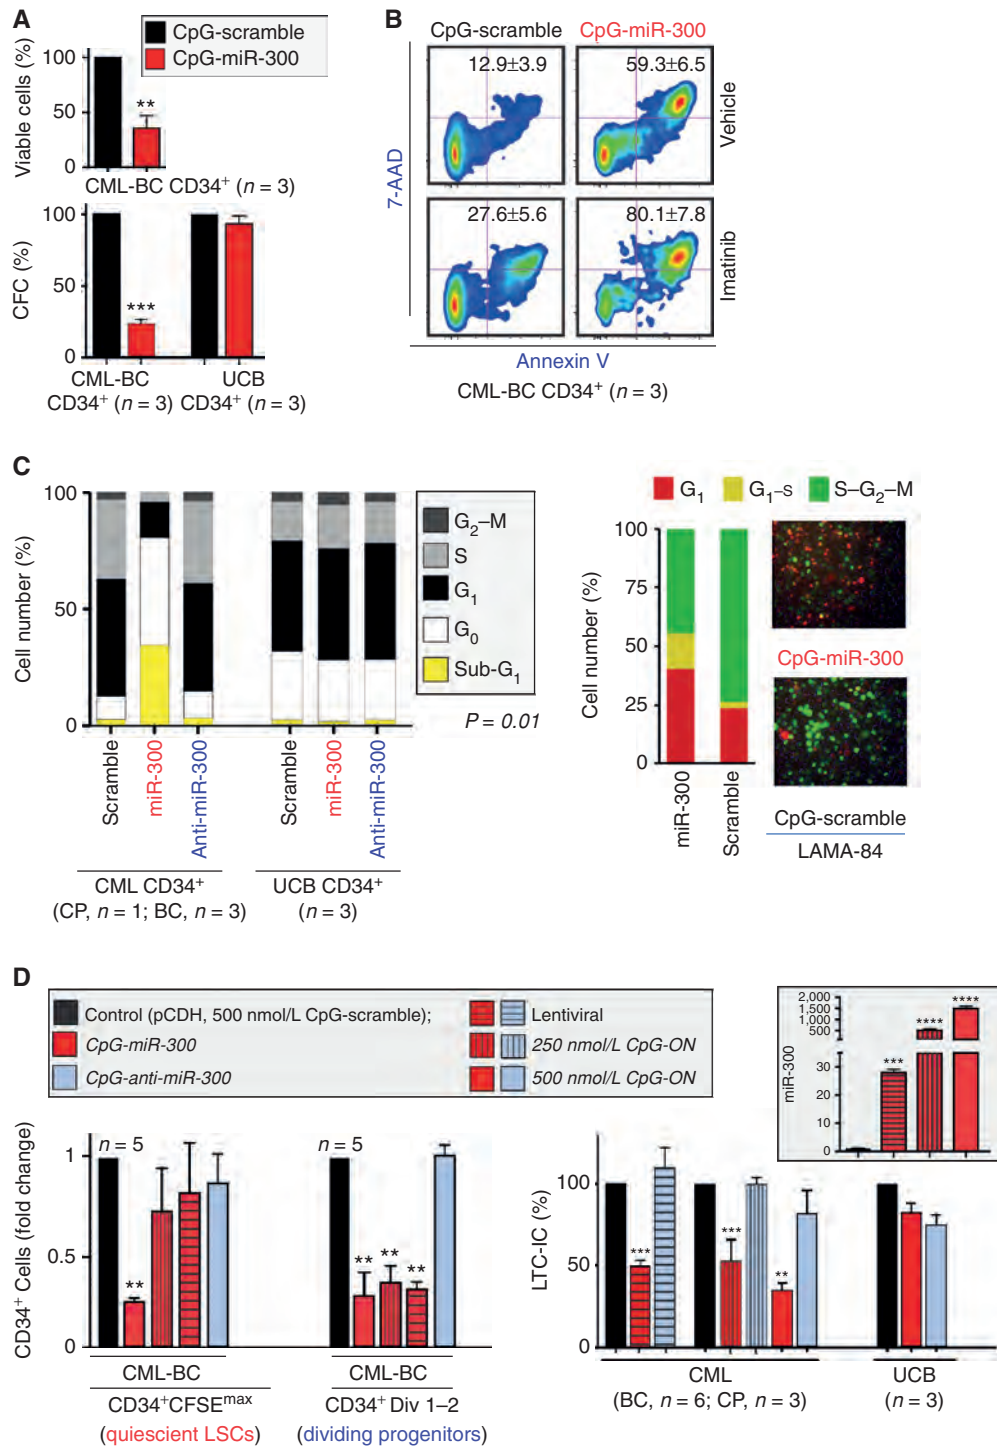 A
CpG-scramble
CpG-miR-300
Viable cells (%)
100
50
0
**
CML-BC CD34+ (n = 3)
CFC (%)
100
50
0
***
CML-BC
CD34+ (n = 3)
UCB
CD34+ (n = 3)
B
CpG-scramble
CpG-miR-300
12.9±3.9
59.3±6.5
Vehicle
27.6±5.6
80.1±7.8
Imatinib
7-AAD
Annexin V
CML-BC CD34+ (n = 3)
C
Cell number (%)
100
50
0
G2–M
S
G1
G0
Sub-G1
P = 0.01
Scramble
miR-300
Anti-miR-300
Scramble
miR-300
Anti-miR-300
CML CD34+
(CP, n = 1; BC, n = 3)
UCB CD34+
(n = 3)
G1
G1–S
S–G2–M
Cell number (%)
100
75
50
25
0
miR-300
Scramble
CpG-miR-300
CpG-scramble
LAMA-84
D
Control (pCDH, 500 nmol/L CpG-scramble);
CpG-miR-300
CpG-anti-miR-300
Lentiviral
250 nmol/L CpG-ON
500 nmol/L CpG-ON
miR-300
2,000
1,500
1,000
500
30
20
10
0
***
****
****
CD34+ Cells (fold change)
1
0.5
0
n = 5
**
n = 5
**
**
**
CML-BC
CD34+CFSEmax
(quiescent LSCs)
CML-BC
CD34+ Div 1–2
(dividing progenitors)
LTC-IC (%)
100
50
0
***
***
**
CML
(BC, n = 6; CP, n = 3)
UCB
(n = 3)